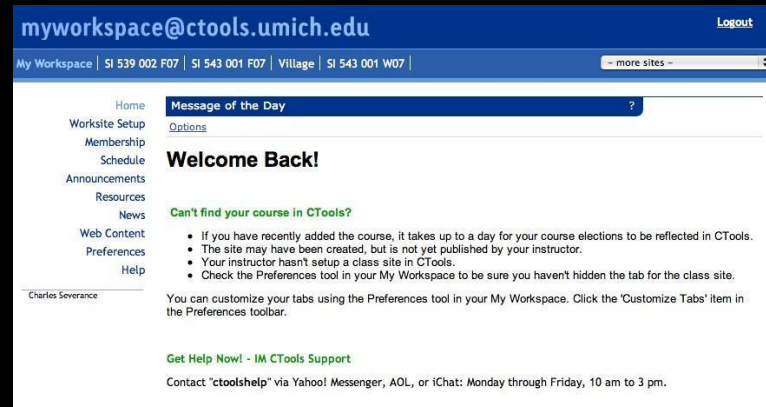 myworkspace@ctools.umich.edu
Logout
My Workspace | SI 539 002 F07 | SI 543 001 F07 | Village | SI 543 001 W07 |
- more sites -
Home
Worksite Setup
Membership
Schedule
Announcements
Resources
News
Web Content
Preferences
Help
Charles Severance
Message of the Day
?
Options
Welcome Back!
Can't find your course in CTools?
• If you have recently added the course, it takes up to a day for your course elections to be reflected in CTools.
• The site may have been created, but is not yet published by your instructor.
• Your instructor hasn't setup a class site in CTools.
• Check the Preferences tool in your My Workspace to be sure you haven't hidden the tab for the class site.
You can customize your tabs using the Preferences tool in your My Workspace. Click the 'Customize Tabs' item in
the Preferences toolbar.
Get Help Now! - IM CTools Support
Contact "ctoolshelp" via Yahoo! Messenger, AOL, or iChat: Monday through Friday, 10 am to 3 pm.